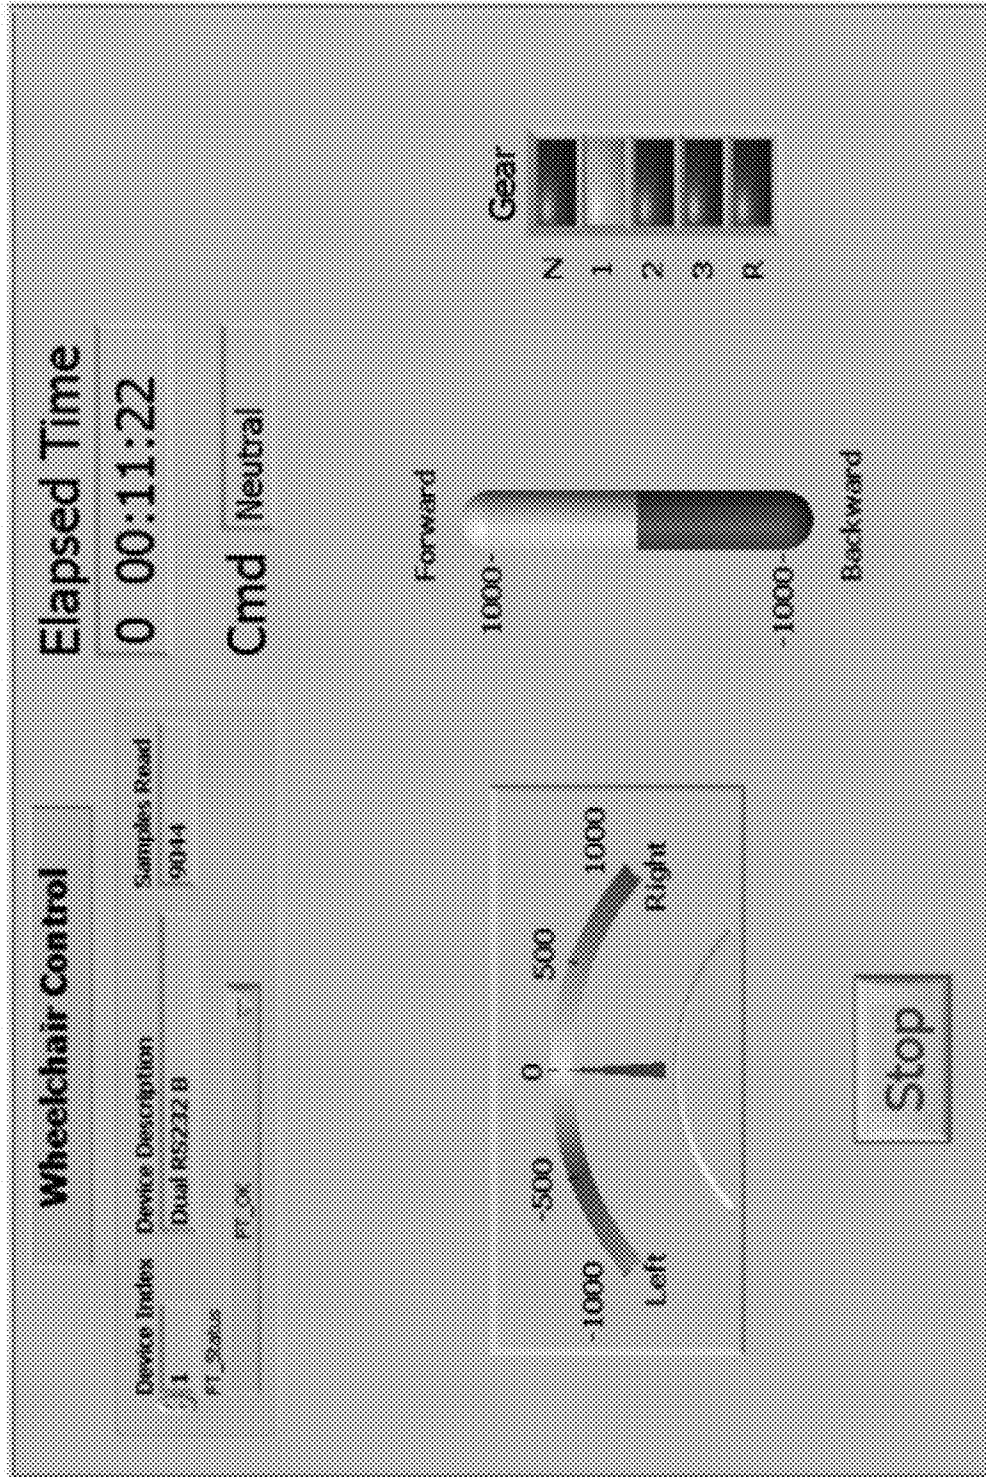 Wheelchair Control
Elapsed Time
0 00:11:22
Device Index Device Description Samples Read
1 Dual RS232 B 9044
FT_Status
FT_OK
Cmd Neutral
-1000 -500 0 500 1000
Left Right
Forward
1000
-1000
Backward
Gear
N
1
2
3
R
Stop